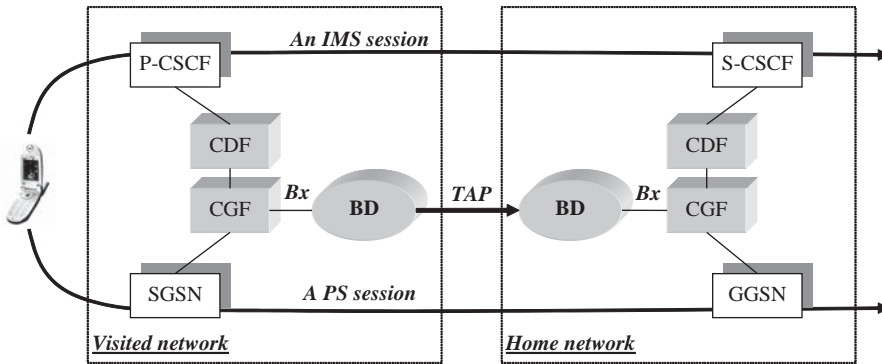 An IMS session
P-CSCF
S-CSCF
CDF
CDF
Bx
TAP
Bx
CGF
BD
BD
CGF
SGSN
A PS session
GGSN
Visited network
Home network